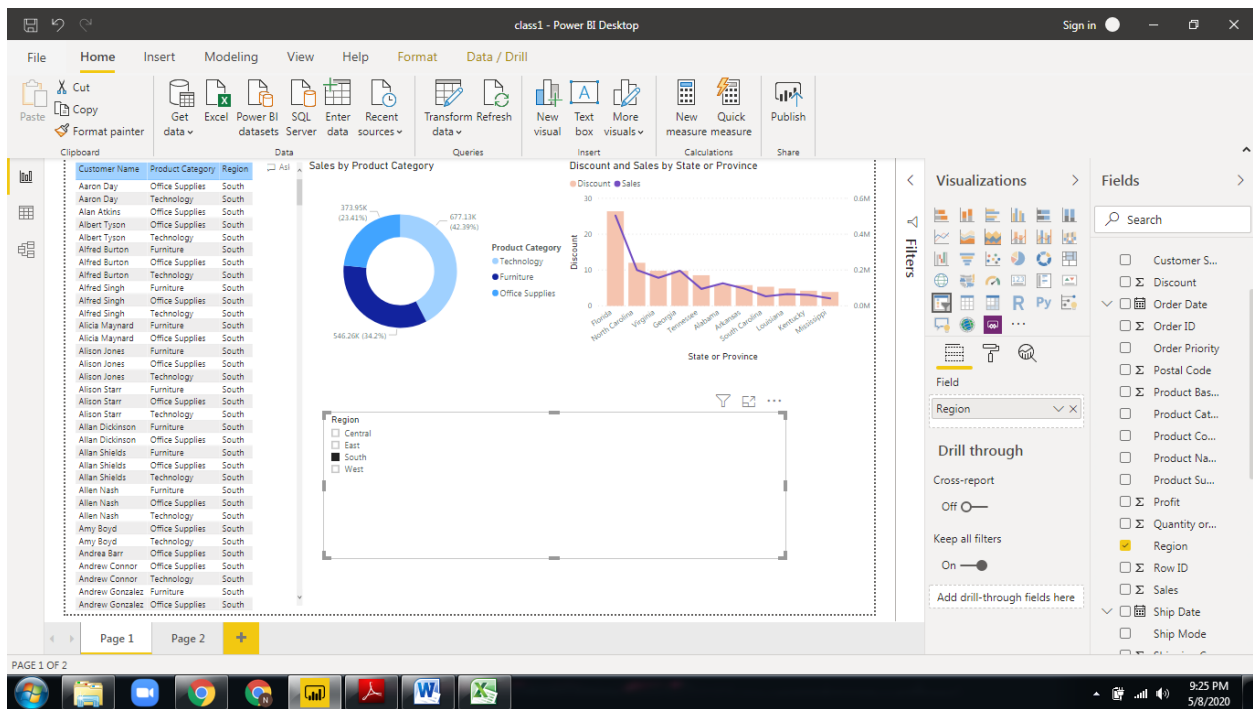 class1 - Power BI Desktop
Sign in
File Home Insert Modeling View Help Format Data / Drill
Paste
Cut
Copy
Format painter
Clipboard
Get data
Excel
Power BI datasets
SQL Server
Enter data
Recent sources
Data
Transform data
Refresh
Queries
New visual
Text box
More visuals
Insert
New measure
Quick measure
Calculations
Publish
Share
Customer Name Product Category Region
Aaron Day Office Supplies South
Aaron Day Technology South
Alan Atkins Office Supplies South
Albert Tyson Office Supplies South
Albert Tyson Technology South
Alfred Burton Furniture South
Alfred Burton Office Supplies South
Alfred Burton Technology South
Alfred Singh Furniture South
Alfred Singh Office Supplies South
Alfred Singh Technology South
Alicia Maynard Furniture South
Alicia Maynard Office Supplies South
Alison Jones Furniture South
Alison Jones Office Supplies South
Alison Jones Technology South
Alison Starr Furniture South
Alison Starr Office Supplies South
Alison Starr Technology South
Allan Dickinson Furniture South
Allan Dickinson Office Supplies South
Allan Shields Furniture South
Allan Shields Office Supplies South
Allan Shields Technology South
Allen Nash Furniture South
Allen Nash Office Supplies South
Allen Nash Technology South
Amy Boyd Office Supplies South
Amy Boyd Technology South
Andrea Barr Office Supplies South
Andrew Connor Office Supplies South
Andrew Connor Technology South
Andrew Gonzalez Furniture South
Andrew Gonzalez Office Supplies South
Sales by Product Category
373.95K
(23.41%)
677.13K
(42.39%)
546.26K (34.2%)
Product Category
Technology
Furniture
Office Supplies
Discount and Sales by State or Province
Discount Sales
Discount
30
20
10
0
0.6M
0.4M
0.2M
0.0M
Florida
North Carolina
Virginia
Georgia
Tennessee
Alabama
Arkansas
South Carolina
Louisiana
Kentucky
Mississippi
State or Province
Region
Central
East
South
West
Filters
Visualizations
R Py
123
Field
Region
Drill through
Cross-report
Off
Keep all filters
On
Add drill-through fields here
Fields
Search
Customer S...
Σ Discount
Order Date
Σ Order ID
Order Priority
Σ Postal Code
Σ Product Bas...
Product Cat...
Product Co...
Product Na...
Product Su...
Σ Profit
Σ Quantity or...
Region
Σ Row ID
Σ Sales
Ship Date
Ship Mode
Page 1
Page 2
+
PAGE 1 OF 2
9:25 PM
5/8/2020